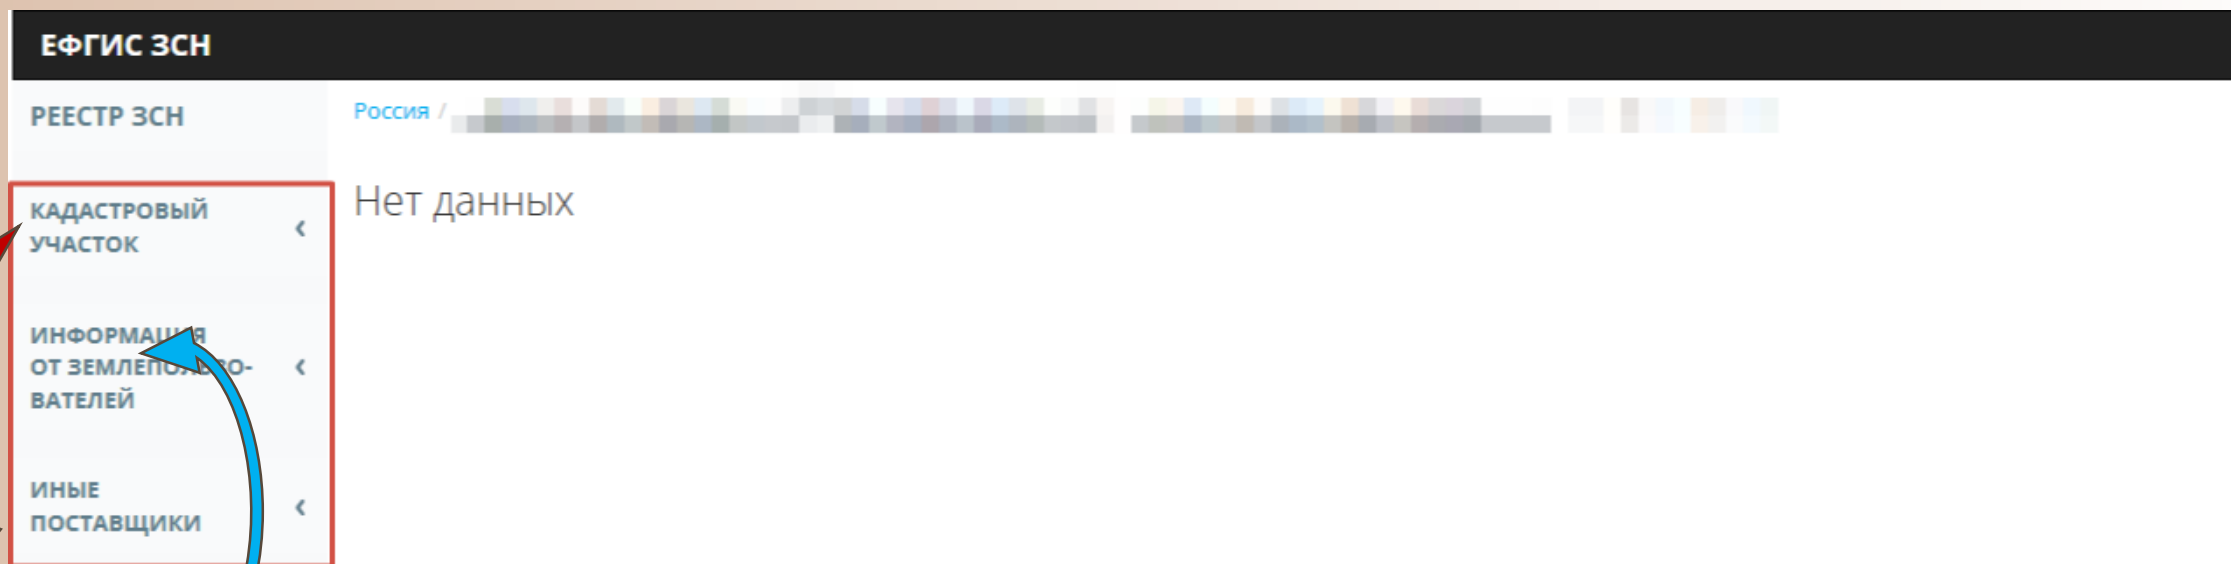 ЕФГИС ЗСН
РЕЕСТР ЗСН
Россия /
КАДАСТРОВЫЙ
УЧАСТОК
Нет данных
ИНФОРМАЦИЯ
ОТ ЗЕМЛЕПОЛЬЗО-
ВАТЕЛЕЙ
ИНЫЕ
ПОСТАВЩИКИ